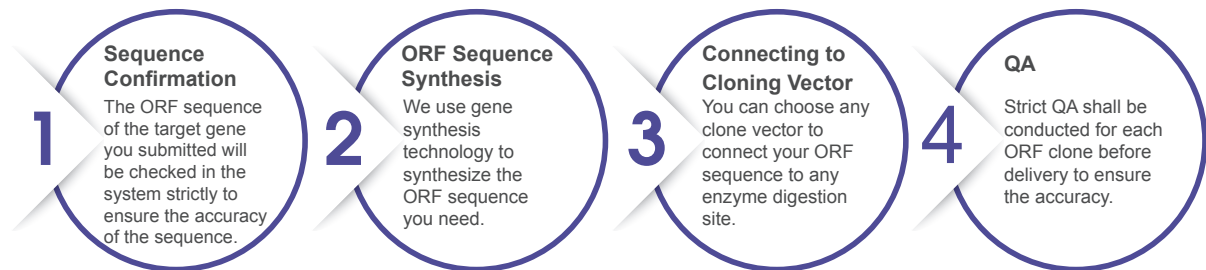 1
Sequence
Confirmation
The ORF sequence
of the target gene
you submitted will
be checked in the
system strictly to
ensure the accuracy
of the sequence.
2
ORF Sequence
Synthesis
We use gene
synthesis
technology to
synthesize the
ORF sequence
you need.
3
Connecting to
Cloning Vector
You can choose any
clone vector to
connect your ORF
sequence to any
enzyme digestion
site.
4
QA
Strict QA shall be
conducted for each
ORF clone before
delivery to ensure
the accuracy.